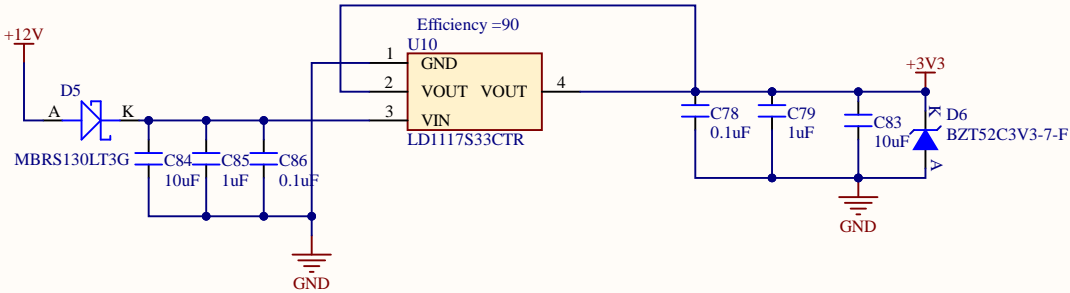 Efficiency =90
+12V
U10
1
GND
+3V3
D5
2
VOUT
VOUT
4
K
D6
A
K
3
VIN
C78
C79
C83
BZT52C3V3-7-F
LD1117S33CTR
0.1uF
1uF
10uF
MBRS130LT3G
C84
C85
C86
A
10uF
1uF
0.1uF
GND
GND